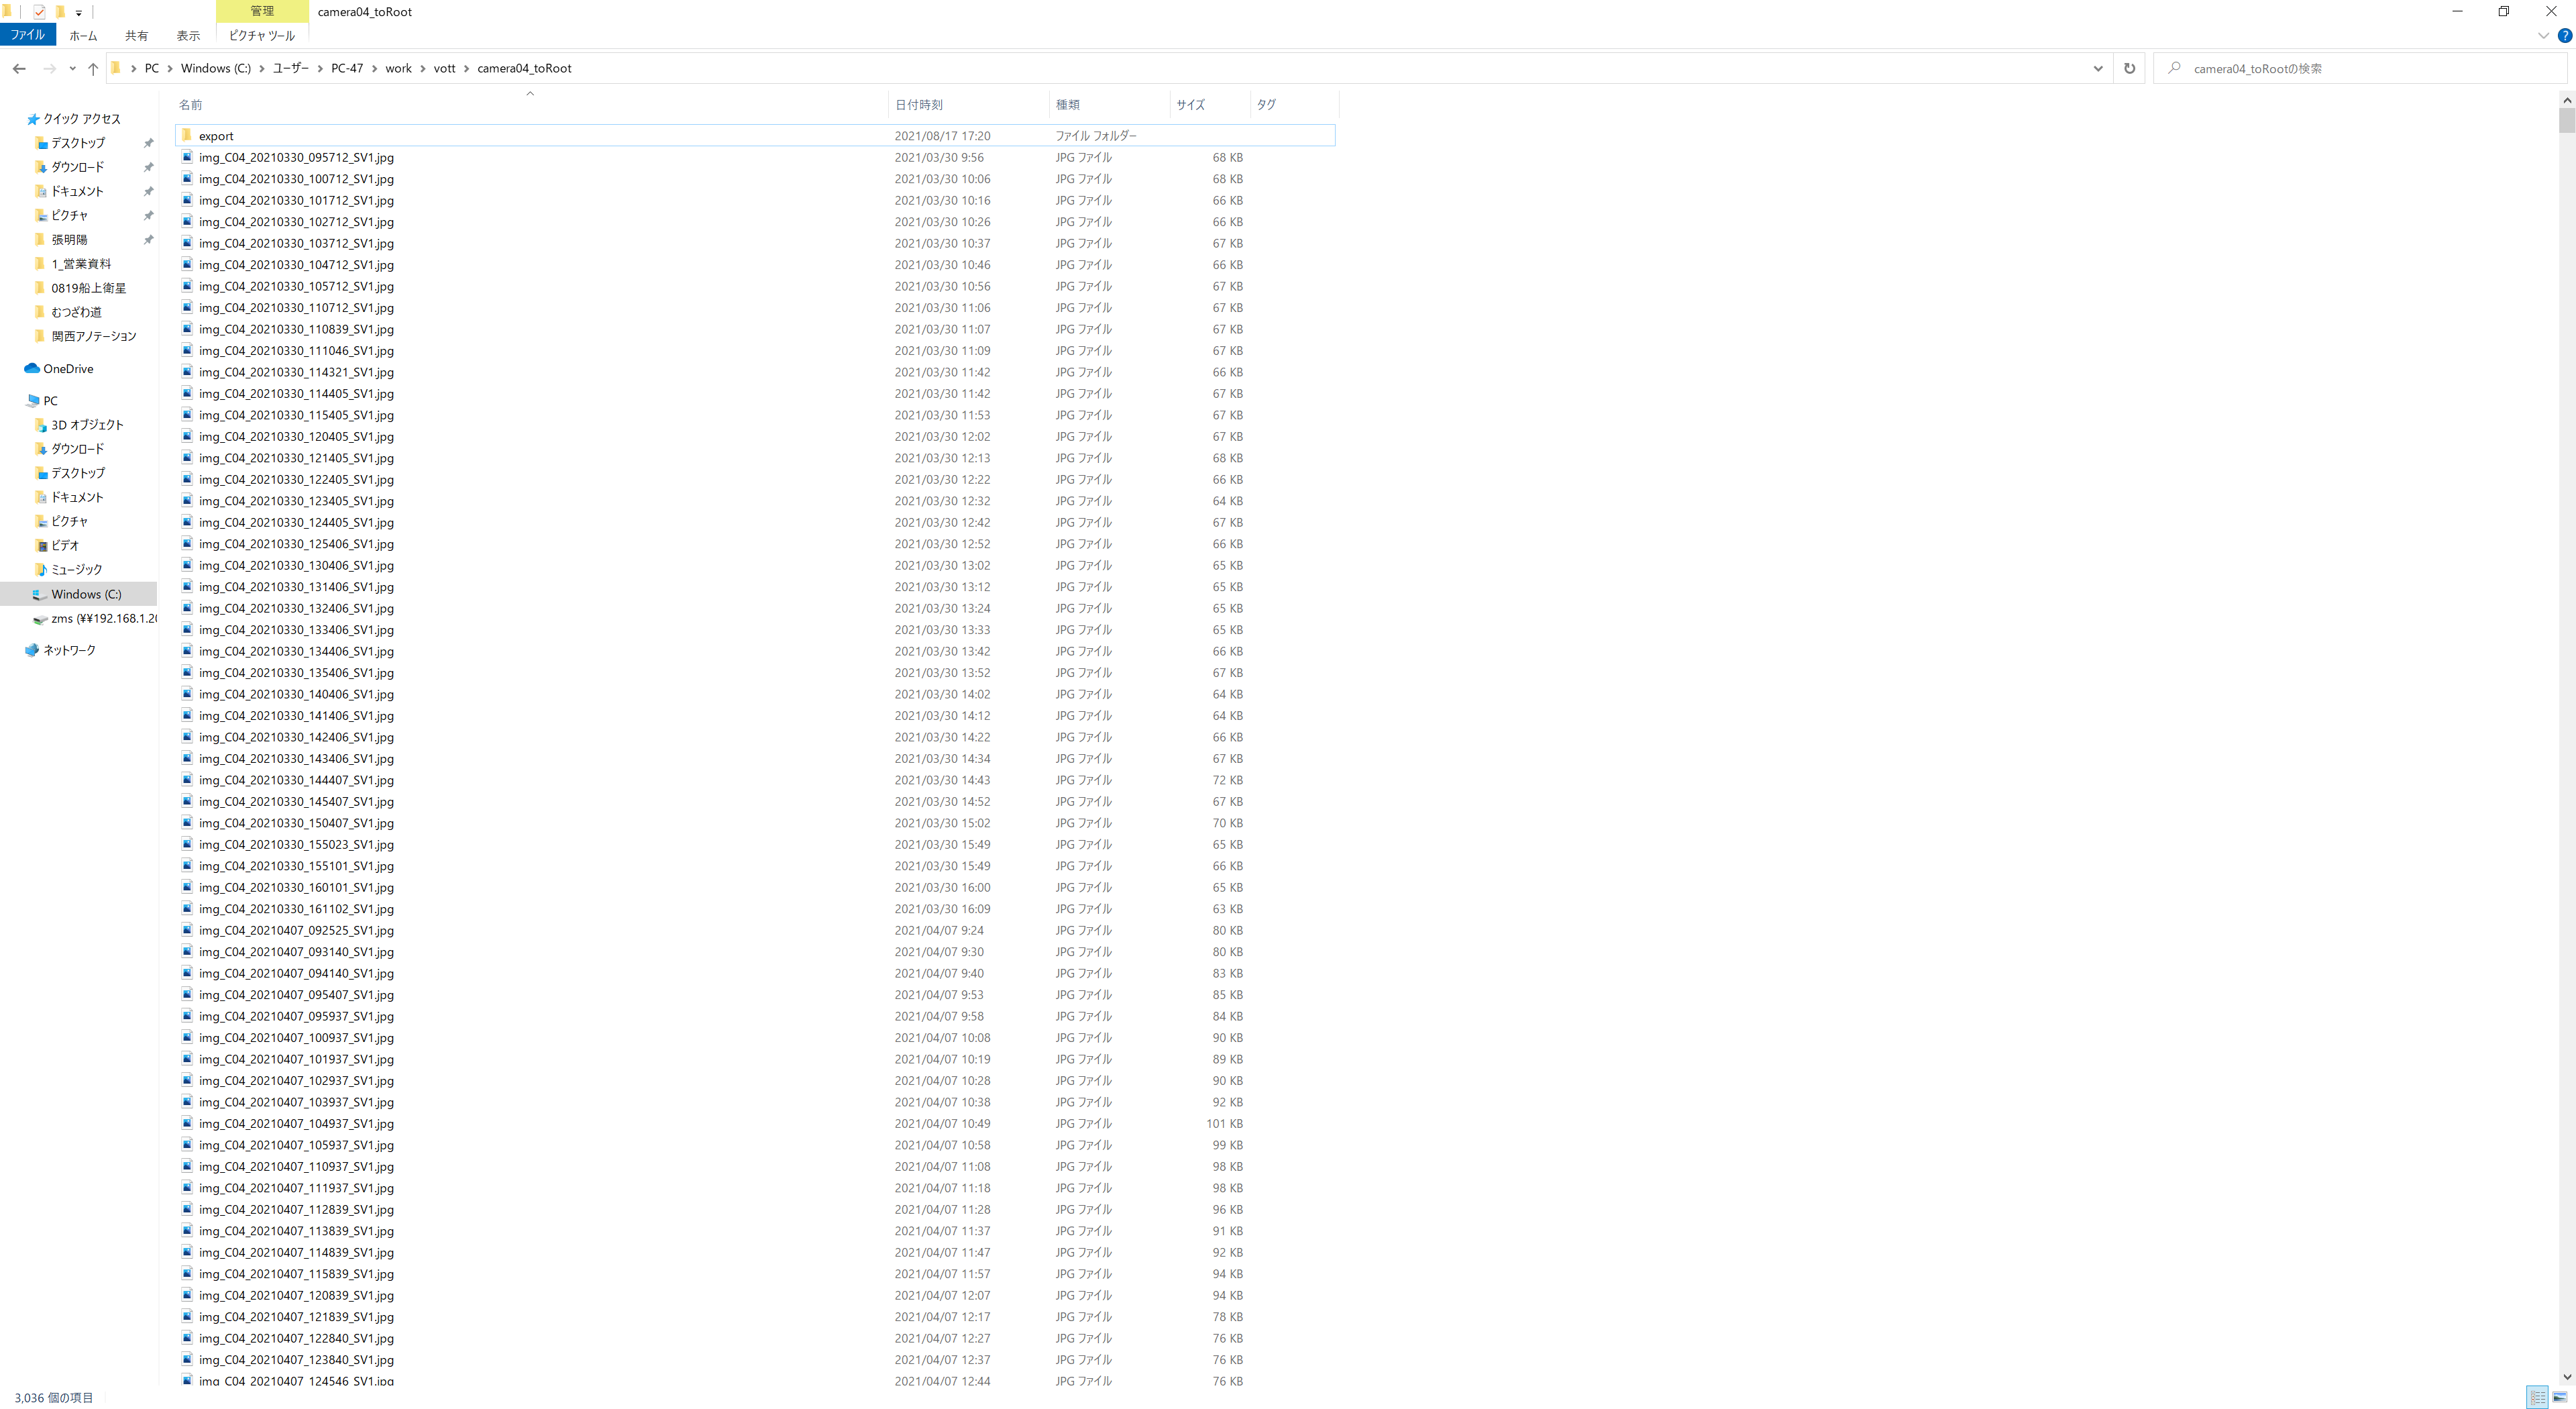 管理
camera04_toRoot
ファイル ホーム 共有 表示 ピクチャ ツール
PC Windows (C:) ユーザー PC-47 work vott camera04_toRoot
camera04_toRootの検索
クイック アクセス
デスクトップ
ダウンロード
ドキュメント
ピクチャ
張明陽
1_営業資料
0819船上衛星
むつざわ道
関西アノテーション
OneDrive
PC
3D オブジェクト
ダウンロード
デスクトップ
ドキュメント
ピクチャ
ビデオ
ミュージック
Windows (C:)
zms (¥¥192.168.1.20
ネットワーク
名前 日付時刻 種類 サイズ タグ
export 2021/08/17 17:20 ファイル フォルダー
img_C04_20210330_095712_SV1.jpg 2021/03/30 9:56 JPG ファイル 68 KB
img_C04_20210330_100712_SV1.jpg 2021/03/30 10:06 JPG ファイル 68 KB
img_C04_20210330_101712_SV1.jpg 2021/03/30 10:16 JPG ファイル 66 KB
img_C04_20210330_102712_SV1.jpg 2021/03/30 10:26 JPG ファイル 66 KB
img_C04_20210330_103712_SV1.jpg 2021/03/30 10:37 JPG ファイル 67 KB
img_C04_20210330_104712_SV1.jpg 2021/03/30 10:46 JPG ファイル 66 KB
img_C04_20210330_105712_SV1.jpg 2021/03/30 10:56 JPG ファイル 67 KB
img_C04_20210330_110712_SV1.jpg 2021/03/30 11:06 JPG ファイル 67 KB
img_C04_20210330_110839_SV1.jpg 2021/03/30 11:07 JPG ファイル 67 KB
img_C04_20210330_111046_SV1.jpg 2021/03/30 11:09 JPG ファイル 67 KB
img_C04_20210330_114321_SV1.jpg 2021/03/30 11:42 JPG ファイル 66 KB
img_C04_20210330_114405_SV1.jpg 2021/03/30 11:42 JPG ファイル 67 KB
img_C04_20210330_115405_SV1.jpg 2021/03/30 11:53 JPG ファイル 67 KB
img_C04_20210330_120405_SV1.jpg 2021/03/30 12:02 JPG ファイル 67 KB
img_C04_20210330_121405_SV1.jpg 2021/03/30 12:13 JPG ファイル 68 KB
img_C04_20210330_122405_SV1.jpg 2021/03/30 12:22 JPG ファイル 66 KB
img_C04_20210330_123405_SV1.jpg 2021/03/30 12:32 JPG ファイル 64 KB
img_C04_20210330_124405_SV1.jpg 2021/03/30 12:42 JPG ファイル 67 KB
img_C04_20210330_125406_SV1.jpg 2021/03/30 12:52 JPG ファイル 66 KB
img_C04_20210330_130406_SV1.jpg 2021/03/30 13:02 JPG ファイル 65 KB
img_C04_20210330_131406_SV1.jpg 2021/03/30 13:12 JPG ファイル 65 KB
img_C04_20210330_132406_SV1.jpg 2021/03/30 13:24 JPG ファイル 65 KB
img_C04_20210330_133406_SV1.jpg 2021/03/30 13:33 JPG ファイル 65 KB
img_C04_20210330_134406_SV1.jpg 2021/03/30 13:42 JPG ファイル 66 KB
img_C04_20210330_135406_SV1.jpg 2021/03/30 13:52 JPG ファイル 67 KB
img_C04_20210330_140406_SV1.jpg 2021/03/30 14:02 JPG ファイル 64 KB
img_C04_20210330_141406_SV1.jpg 2021/03/30 14:12 JPG ファイル 64 KB
img_C04_20210330_142406_SV1.jpg 2021/03/30 14:22 JPG ファイル 66 KB
img_C04_20210330_143406_SV1.jpg 2021/03/30 14:34 JPG ファイル 67 KB
img_C04_20210330_144407_SV1.jpg 2021/03/30 14:43 JPG ファイル 72 KB
img_C04_20210330_145407_SV1.jpg 2021/03/30 14:52 JPG ファイル 67 KB
img_C04_20210330_150407_SV1.jpg 2021/03/30 15:02 JPG ファイル 70 KB
img_C04_20210330_155023_SV1.jpg 2021/03/30 15:49 JPG ファイル 65 KB
img_C04_20210330_155101_SV1.jpg 2021/03/30 15:49 JPG ファイル 66 KB
img_C04_20210330_160101_SV1.jpg 2021/03/30 16:00 JPG ファイル 65 KB
img_C04_20210330_161102_SV1.jpg 2021/03/30 16:09 JPG ファイル 63 KB
img_C04_20210407_092525_SV1.jpg 2021/04/07 9:24 JPG ファイル 80 KB
img_C04_20210407_093140_SV1.jpg 2021/04/07 9:30 JPG ファイル 80 KB
img_C04_20210407_094140_SV1.jpg 2021/04/07 9:40 JPG ファイル 83 KB
img_C04_20210407_095407_SV1.jpg 2021/04/07 9:53 JPG ファイル 85 KB
img_C04_20210407_095937_SV1.jpg 2021/04/07 9:58 JPG ファイル 84 KB
img_C04_20210407_100937_SV1.jpg 2021/04/07 10:08 JPG ファイル 90 KB
img_C04_20210407_101937_SV1.jpg 2021/04/07 10:19 JPG ファイル 89 KB
img_C04_20210407_102937_SV1.jpg 2021/04/07 10:28 JPG ファイル 90 KB
img_C04_20210407_103937_SV1.jpg 2021/04/07 10:38 JPG ファイル 92 KB
img_C04_20210407_104937_SV1.jpg 2021/04/07 10:49 JPG ファイル 101 KB
img_C04_20210407_105937_SV1.jpg 2021/04/07 10:58 JPG ファイル 99 KB
img_C04_20210407_110937_SV1.jpg 2021/04/07 11:08 JPG ファイル 98 KB
img_C04_20210407_111937_SV1.jpg 2021/04/07 11:18 JPG ファイル 98 KB
img_C04_20210407_112839_SV1.jpg 2021/04/07 11:28 JPG ファイル 96 KB
img_C04_20210407_113839_SV1.jpg 2021/04/07 11:37 JPG ファイル 91 KB
img_C04_20210407_114839_SV1.jpg 2021/04/07 11:47 JPG ファイル 92 KB
img_C04_20210407_115839_SV1.jpg 2021/04/07 11:57 JPG ファイル 94 KB
img_C04_20210407_120839_SV1.jpg 2021/04/07 12:07 JPG ファイル 94 KB
img_C04_20210407_121839_SV1.jpg 2021/04/07 12:17 JPG ファイル 78 KB
img_C04_20210407_122840_SV1.jpg 2021/04/07 12:27 JPG ファイル 76 KB
img_C04_20210407_123840_SV1.jpg 2021/04/07 12:37 JPG ファイル 76 KB
img_C04_20210407_124546_SV1.jpg 2021/04/07 12:44 JPG ファイル 76 KB
3,036 個の項目